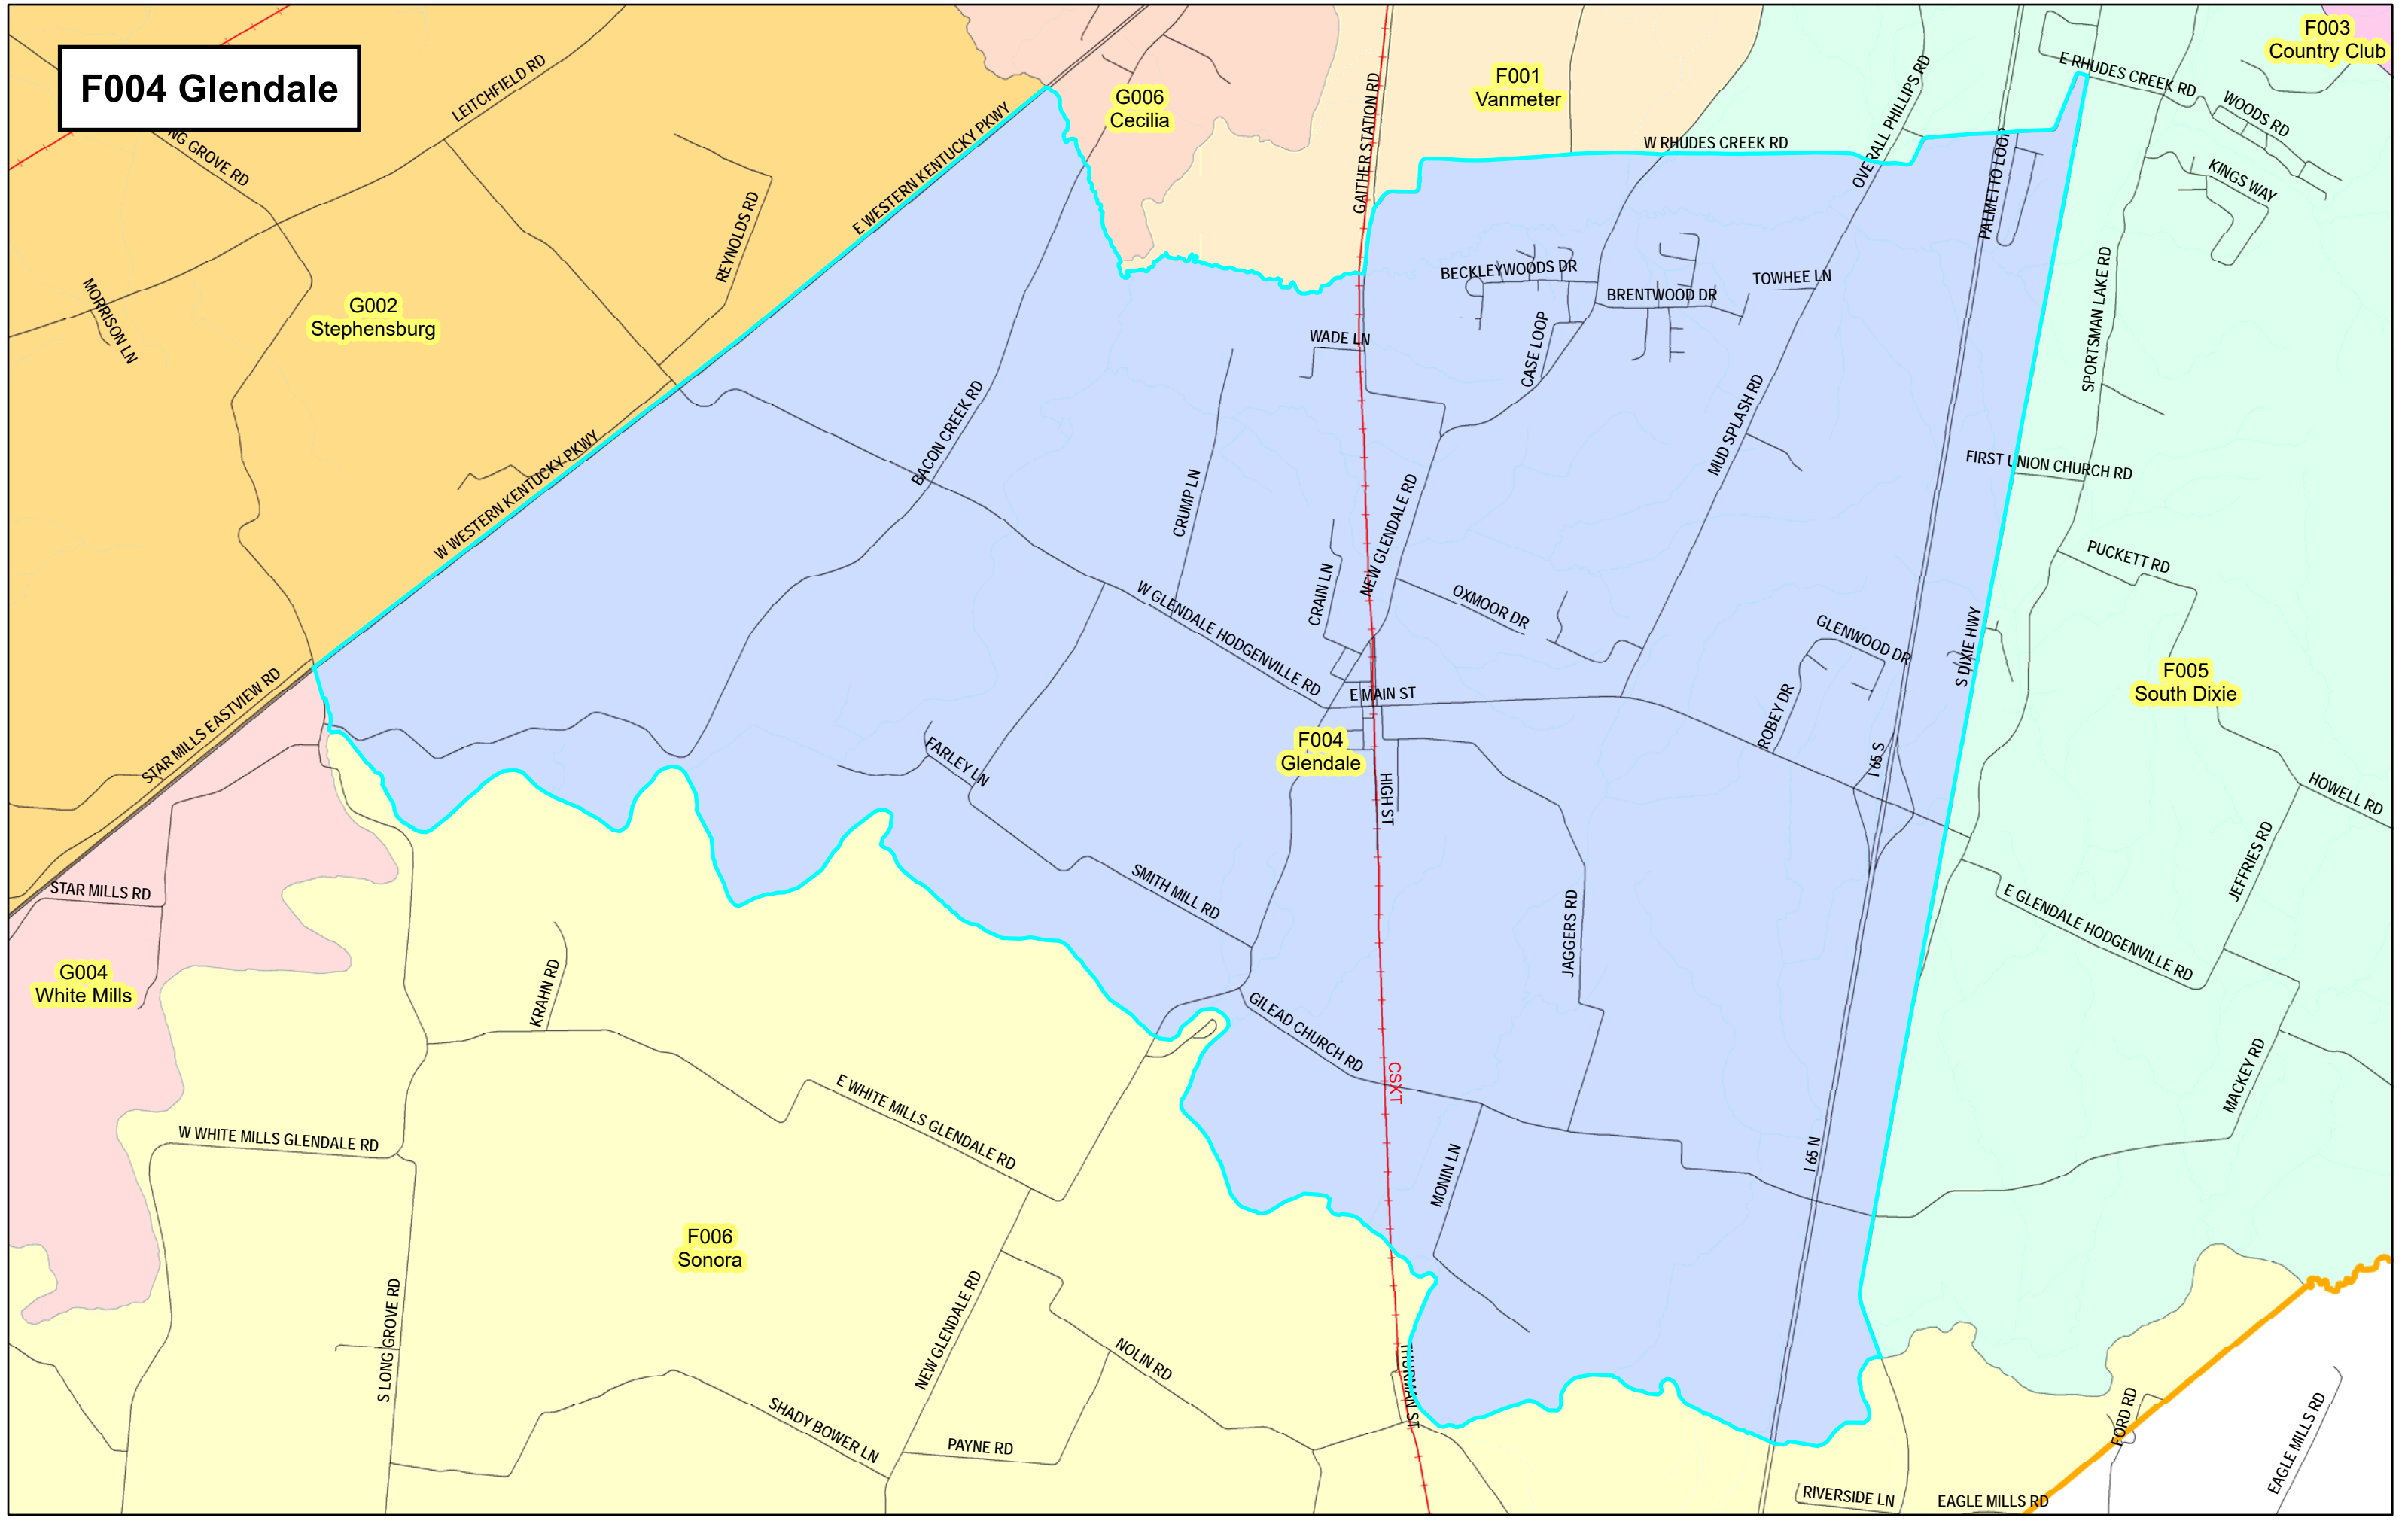 F004 Glendale
F003
Country Club
E RHUDES CREEK RD
WOODS RD
KINGS WAY
LEITCHFIELD RD
G006
Cecilia
F001
Vanmeter
GAITHER STATION RD
W RHUDES CREEK RD
OVERALL PHILLIPS RD
PALMETTO LOOP
E WESTERN KENTUCKY PKWY
REYNOLDS RD
MORRISON LN
G002
Stephensburg
BECKLEYWOODS DR
BRENTWOOD DR
TOWHEE LN
CASE LOOP
WADE LN
SPORTSMAN LAKE RD
BACON CREEK RD
MUD SPLASH RD
W WESTERN KENTUCKY PKWY
CRUMP LN
NEW GLENDALE RD
FIRST UNION CHURCH RD
PUCKETT RD
CRAIN LN
OXMOOR DR
W GLENDALE HODGENVILLE RD
GLENWOOD DR
S DIXIE HWY
F005
South Dixie
E MAIN ST
ROBEY DR
STAR MILLS EASTVIEW RD
F004
Glendale
FARLEY LN
HIGH ST
I 65 S
HOWELL RD
JEFFRIES RD
STAR MILLS RD
SMITH MILL RD
JAGGERS RD
E GLENDALE HODGENVILLE RD
G004
White Mills
KRAHN RD
GILEAD CHURCH RD
CSXT
MACKEY RD
E WHITE MILLS GLENDALE RD
W WHITE MILLS GLENDALE RD
MONIN LN
I 65 N
F006
Sonora
S LONG GROVE RD
NEW GLENDALE RD
NOLIN RD
THURMAN ST
SHADY BOWER LN
PAYNE RD
FORD RD
EAGLE MILLS RD
RIVERSIDE LN
EAGLE MILLS RD